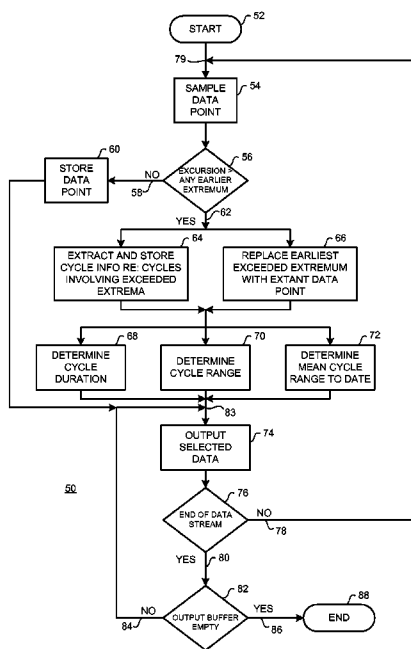 52
START
79
54
SAMPLE
DATA
POINT
60
STORE
DATA
POINT
NO
58
56
EXCURSION >
ANY EARLIER
EXTREMUM
YES
62
64
EXTRACT AND STORE
CYCLE INFO RE: CYCLES
INVOLVING EXCEEDED
EXTREMA
66
REPLACE EARLIEST
EXCEEDED EXTREMUM
WITH EXTANT DATA
POINT
68
DETERMINE
CYCLE
DURATION
70
DETERMINE
CYCLE RANGE
72
DETERMINE
MEAN CYCLE
RANGE TO DATE
83
74
OUTPUT
SELECTED
DATA
50
76
END OF DATA
STREAM
NO
78
YES
80
82
OUTPUT BUFFER
EMPTY
NO
84
YES
86
88
END